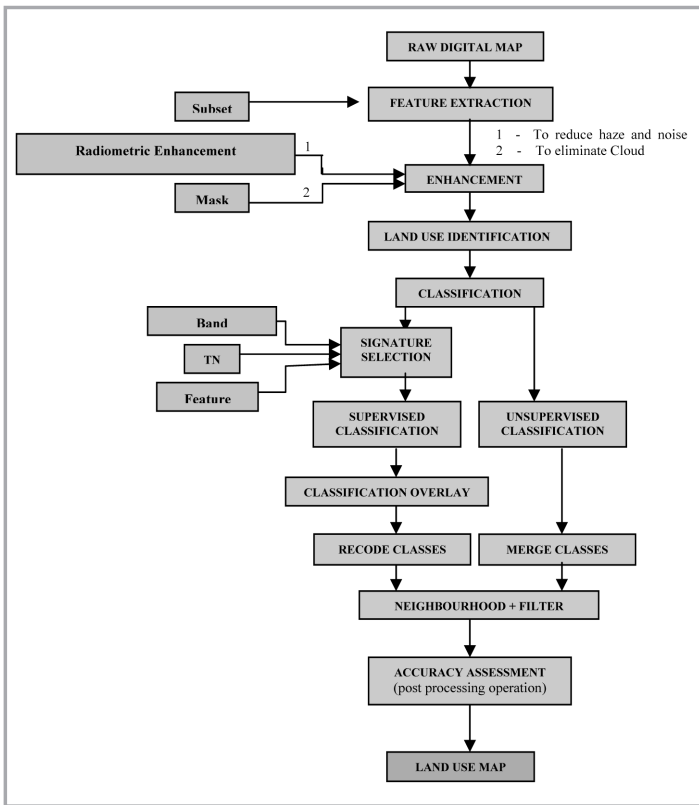 RAW DIGITAL MAP
Subset
FEATURE EXTRACTION
1 - To reduce haze and noise
2 - To eliminate Cloud
Radiometric Enhancement
1
ENHANCEMENT
Mask
2
LAND USE IDENTIFICATION
CLASSIFICATION
Band
SIGNATURE
SELECTION
TN
Feature
SUPERVISED
CLASSIFICATION
UNSUPERVISED
CLASSIFICATION
CLASSIFICATION OVERLAY
RECODE CLASSES
MERGE CLASSES
NEIGHBOURHOOD + FILTER
ACCURACY ASSESSMENT
(post processing operation)
LAND USE MAP